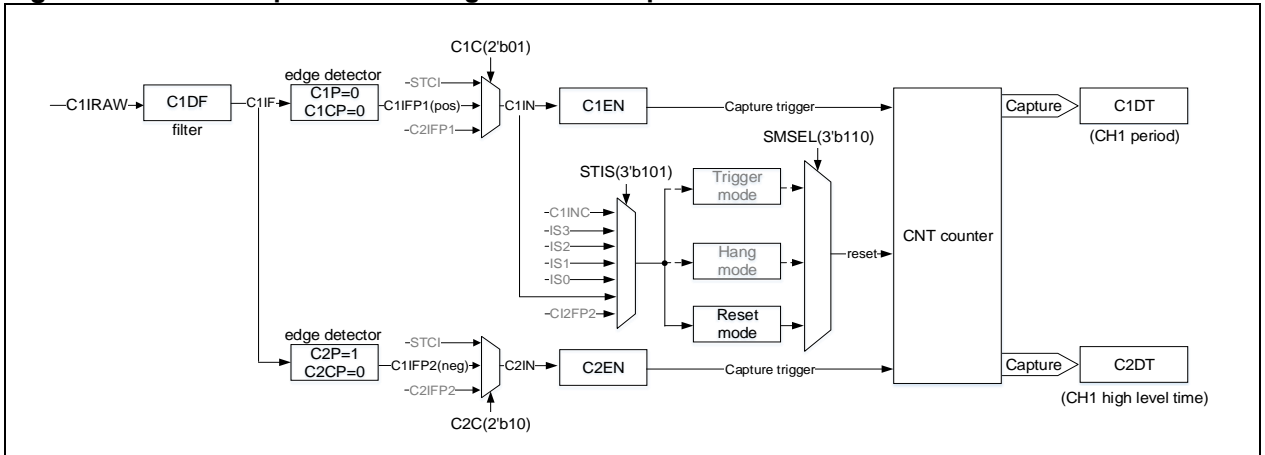 C1C(2'b01)
edge detector
-STCI
C1IRAW
C1DF
C1IF
C1P=0
C1CP=0
C1IFP1(pos)
C1IN
C1EN
Capture trigger
Capture
C1DT
filter
-C2IFP1
(CH1 period)
SMSEL(3'b110)
STIS(3'b101)
Trigger
mode
-C1INC
-IS3
-IS2
-IS1
-IS0
-CI2FP2
Hang
mode
reset
CNT counter
Reset
mode
edge detector
C2P=1
C2CP=0
-STCI
C1IFP2(neg)
-C2IFP2
C2IN
C2EN
Capture trigger
Capture
C2DT
(CH1 high level time)
C2C(2'b10)